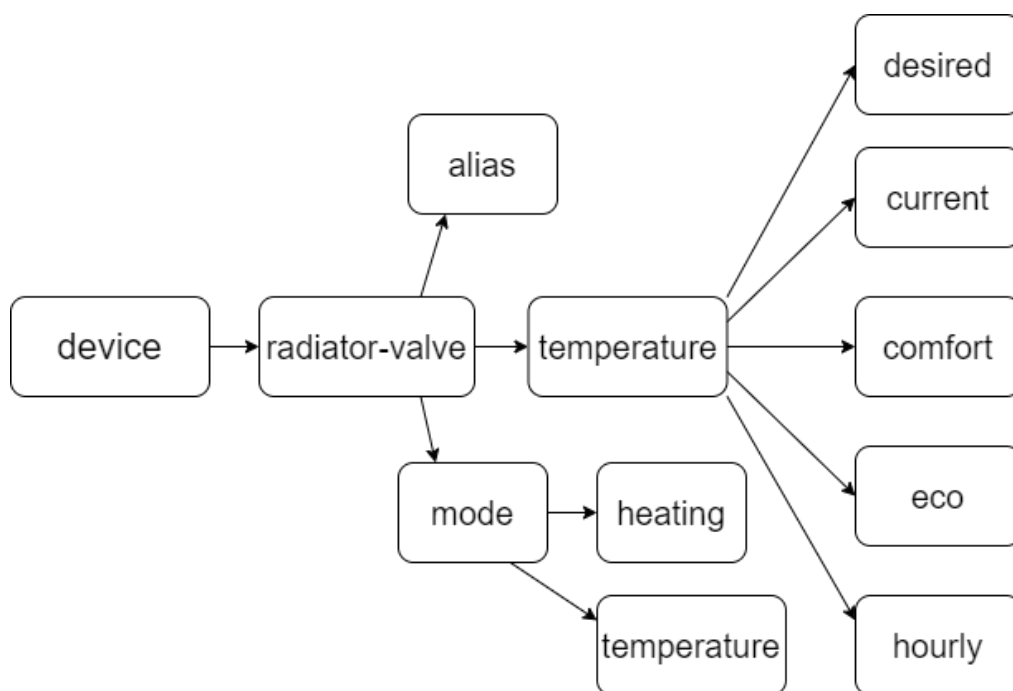 desired
alias
current
device
radiator-valve
temperature
comfort
mode
heating
eco
temperature
hourly